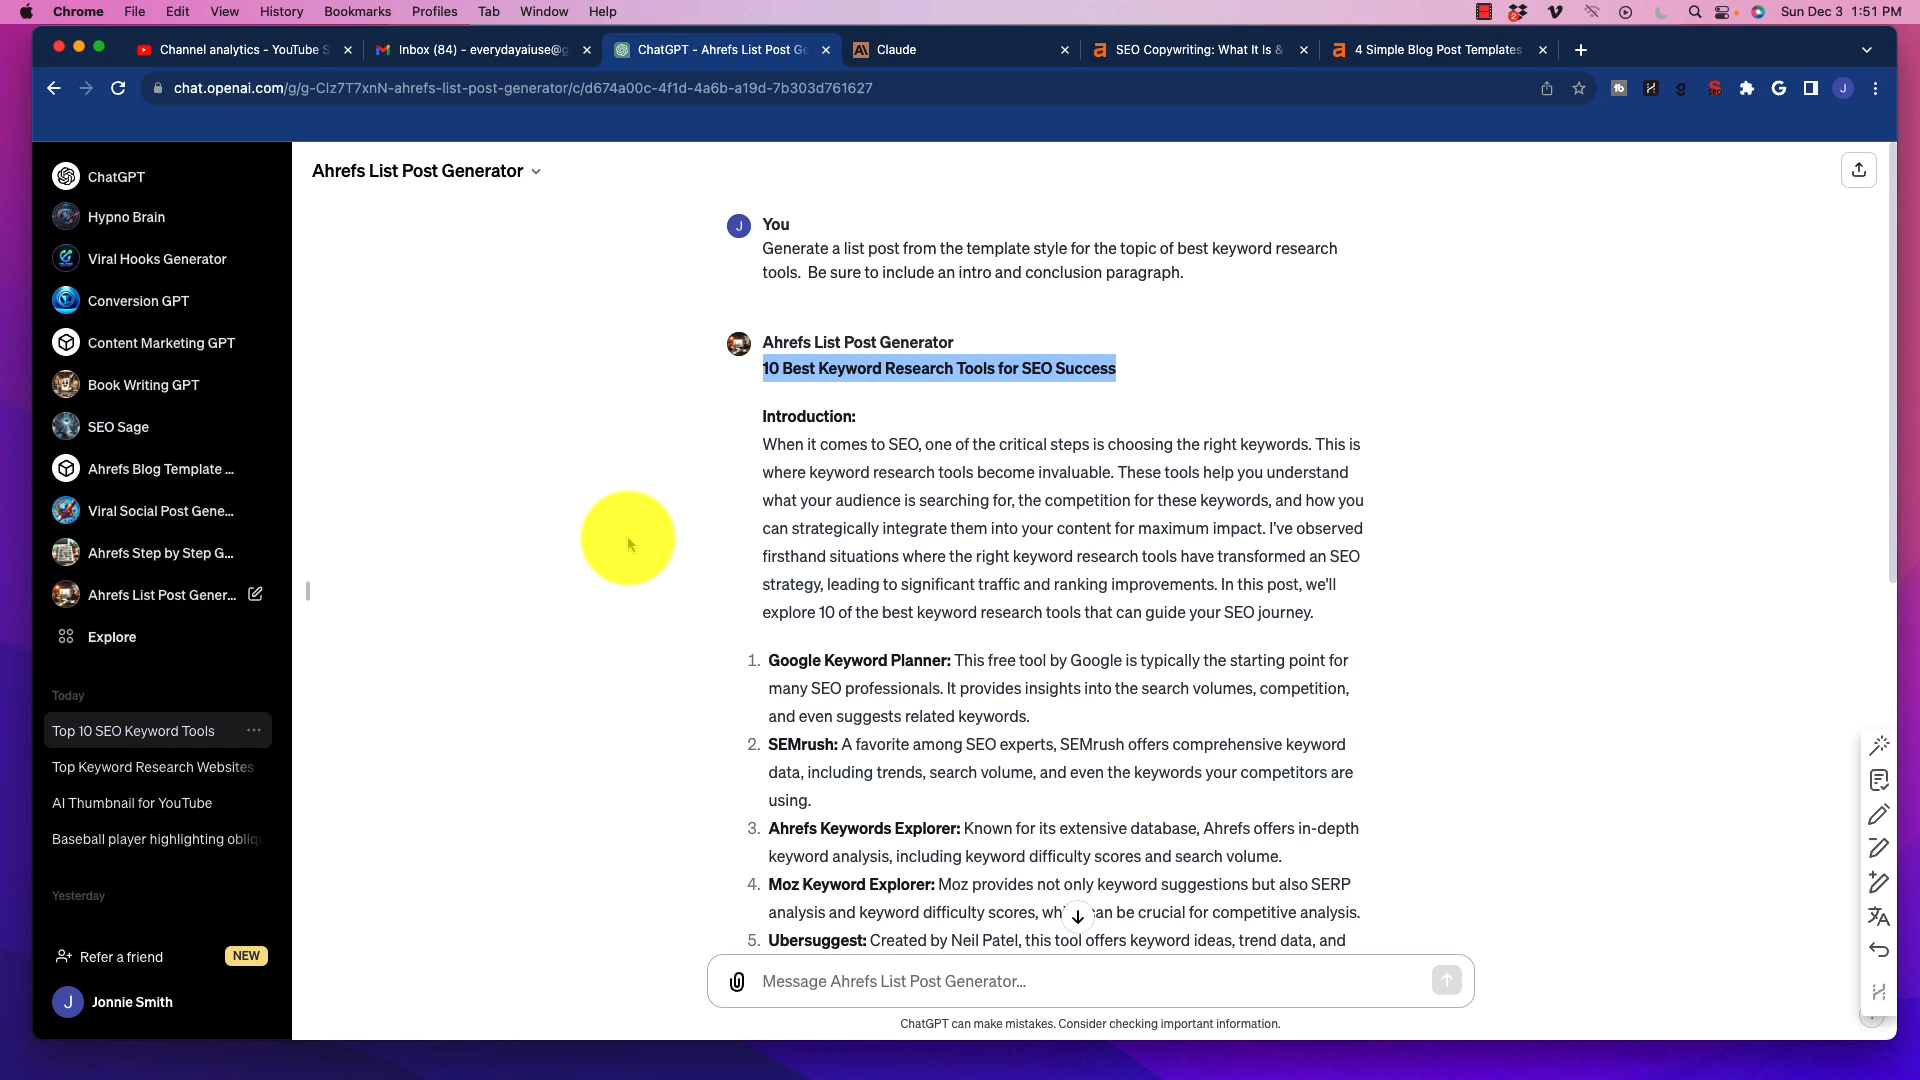 Chrome File Edit View History Bookmarks Profiles Tab Window Help
2
Sun Dec 3 1:51 PM
Channel analytics - YouTube S
Inbox (84) - everydayaiuse@g
ChatGPT - Ahrefs List Post Ge
Claude
SEO Copywriting: What It Is &
4 Simple Blog Post Templates
chat.openai.com/g/g-Clz7T7xnN-ahrefs-list-post-generator/c/d674a00c-4f1d-4a6b-a19d-7b303d761627
tb
SEO
J
ChatGPT
Hypno Brain
Viral Hooks Generator
Conversion GPT
Content Marketing GPT
Book Writing GPT
SEO Sage
Ahrefs Blog Template ...
Viral Social Post Gene...
Ahrefs Step by Step G...
Ahrefs List Post Gener...
Explore
Today
Top 10 SEO Keyword Tools
Top Keyword Research Websites
AI Thumbnail for YouTube
Baseball player highlighting obliq
Yesterday
Refer a friend NEW
J Jonnie Smith
Ahrefs List Post Generator
J You
Generate a list post from the template style for the topic of best keyword research
tools. Be sure to include an intro and conclusion paragraph.
Ahrefs List Post Generator
10 Best Keyword Research Tools for SEO Success
Introduction:
When it comes to SEO, one of the critical steps is choosing the right keywords. This is
where keyword research tools become invaluable. These tools help you understand
what your audience is searching for, the competition for these keywords, and how you
can strategically integrate them into your content for maximum impact. I've observed
firsthand situations where the right keyword research tools have transformed an SEO
strategy, leading to significant traffic and ranking improvements. In this post, we'll
explore 10 of the best keyword research tools that can guide your SEO journey.
1. Google Keyword Planner: This free tool by Google is typically the starting point for
many SEO professionals. It provides insights into the search volumes, competition,
and even suggests related keywords.
2. SEMrush: A favorite among SEO experts, SEMrush offers comprehensive keyword
data, including trends, search volume, and even the keywords your competitors are
using.
3. Ahrefs Keywords Explorer: Known for its extensive database, Ahrefs offers in-depth
keyword analysis, including keyword difficulty scores and search volume.
4. Moz Keyword Explorer: Moz provides not only keyword suggestions but also SERP
analysis and keyword difficulty scores, which can be crucial for competitive analysis.
5. Ubersuggest: Created by Neil Patel, this tool offers keyword ideas, trend data, and
Message Ahrefs List Post Generator...
ChatGPT can make mistakes. Consider checking important information.